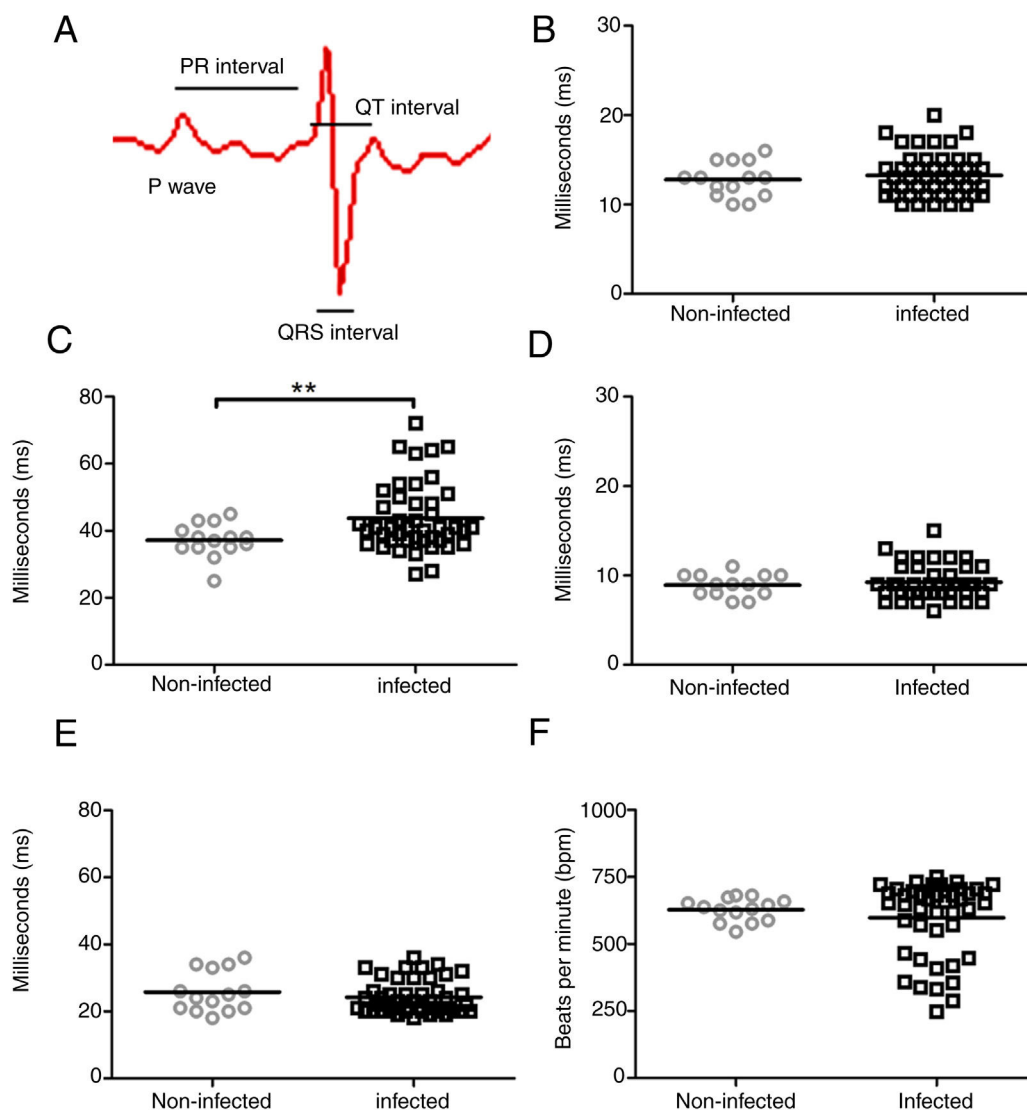 A
PR interval
QT interval
P wave
QRS interval
B
Milliseconds (ms)
30
20
10
0
Non-infected
infected
C
Milliseconds (ms)
80
60
40
20
0
**
Non-infected
infected
D
Milliseconds (ms)
30
20
10
0
Non-infected
Infected
E
Milliseconds (ms)
80
60
40
20
0
Non-infected
infected
F
Beats per minute (bpm)
1000
750
500
250
0
Non-infected
Infected